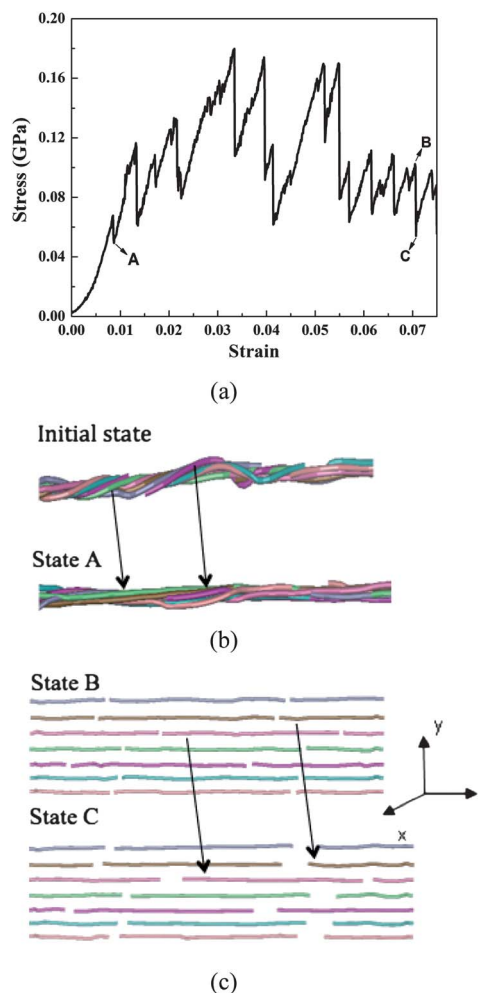 (a)
Stress (GPa)
0.20
0.16
0.12
0.08
0.04
0.00
A
B
C
0.00 0.01 0.02 0.03 0.04 0.05 0.06 0.07
Strain
(a)
Initial state
State A
(b)
State B
State C
y
x
(c)